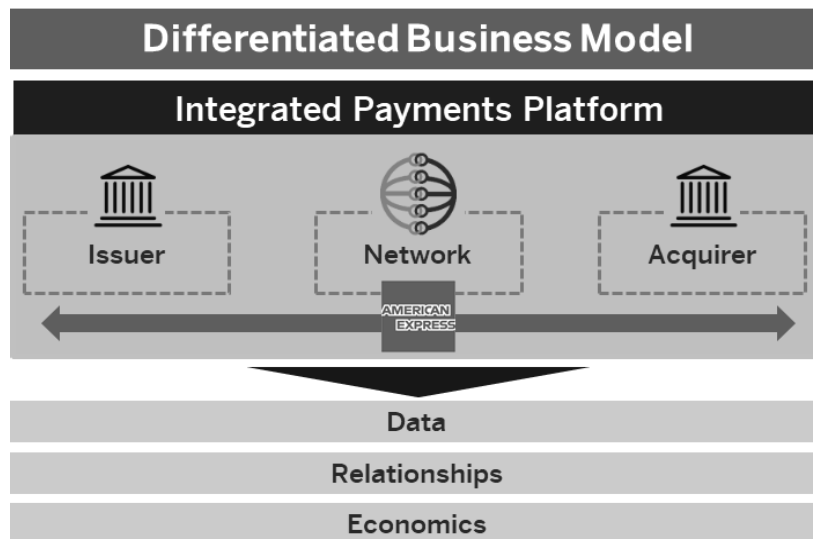 Differentiated Business Model
Integrated Payments Platform
Issuer
Network
Acquirer
AMERICAN
EXPRESS
Data
Relationships
Economics